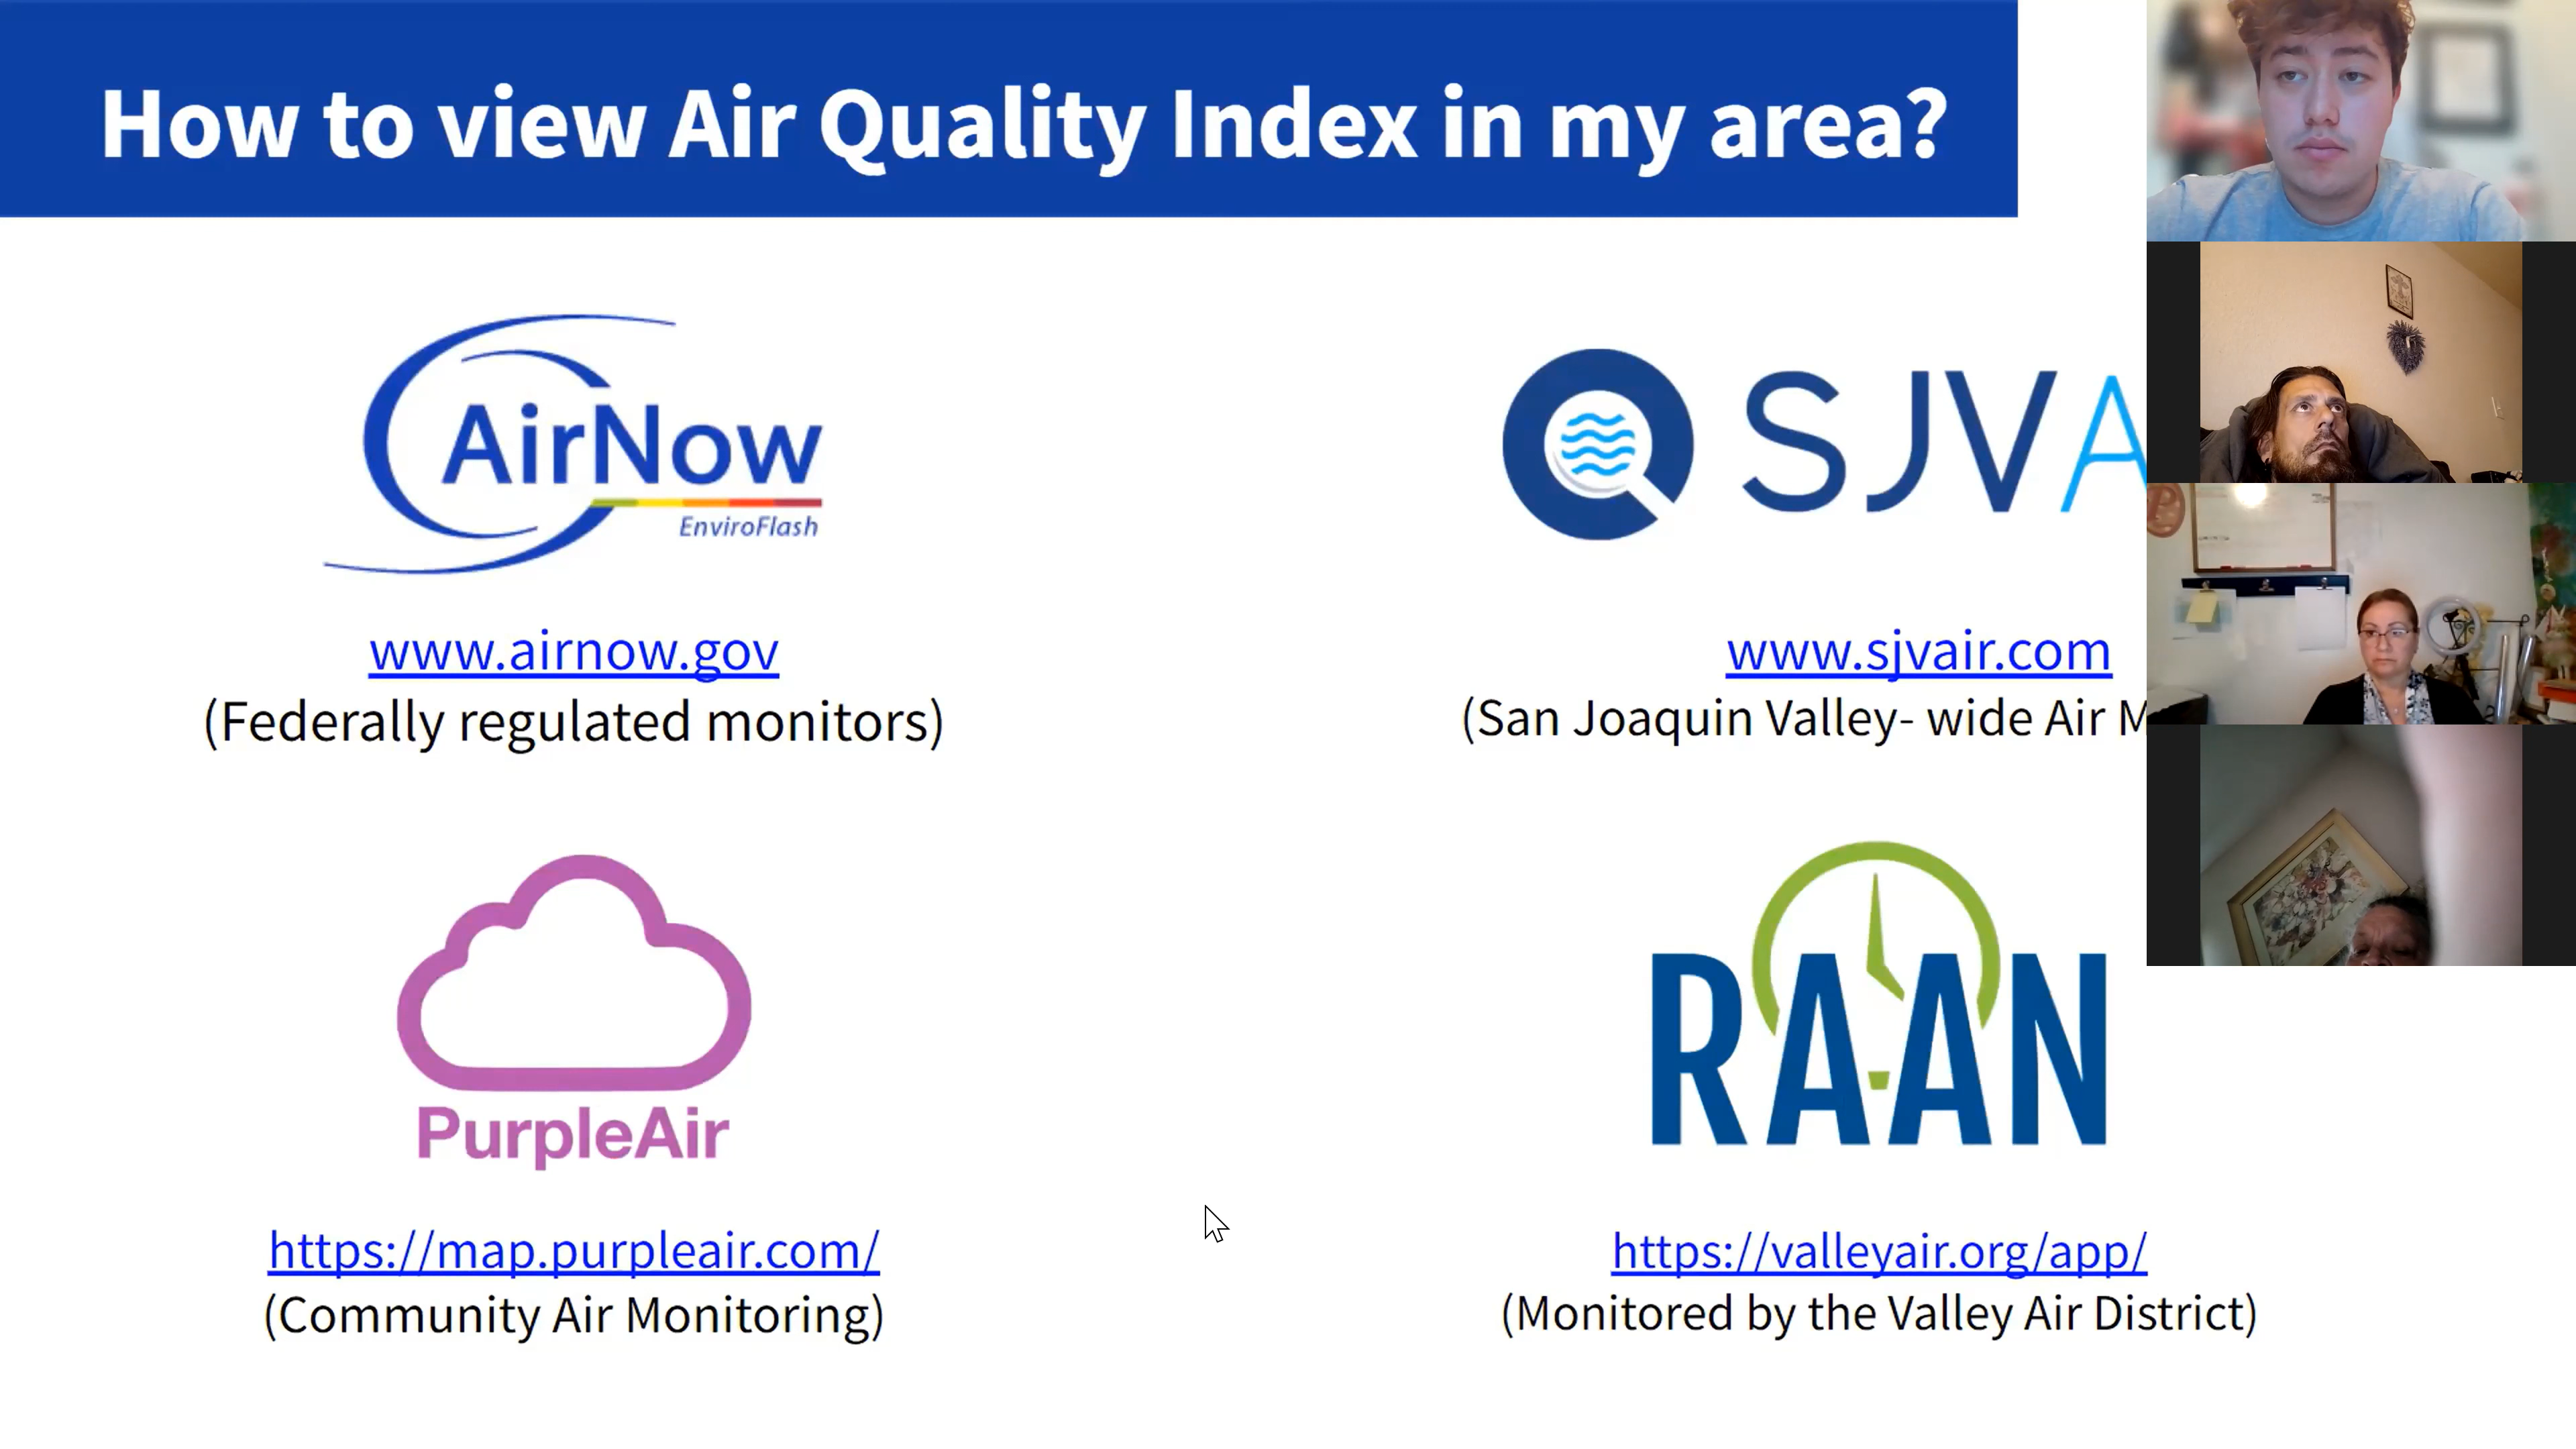 How to view Air Quality Index in my area?
AirNow
EnviroFlash
www.airnow.gov
(Federally regulated monitors)
SJVA
www.sjvair.com
(San Joaquin Valley- wide Air M
PurpleAir
https://map.purpleair.com/
(Community Air Monitoring)
RAAN
https://valleyair.org/app/
(Monitored by the Valley Air District)